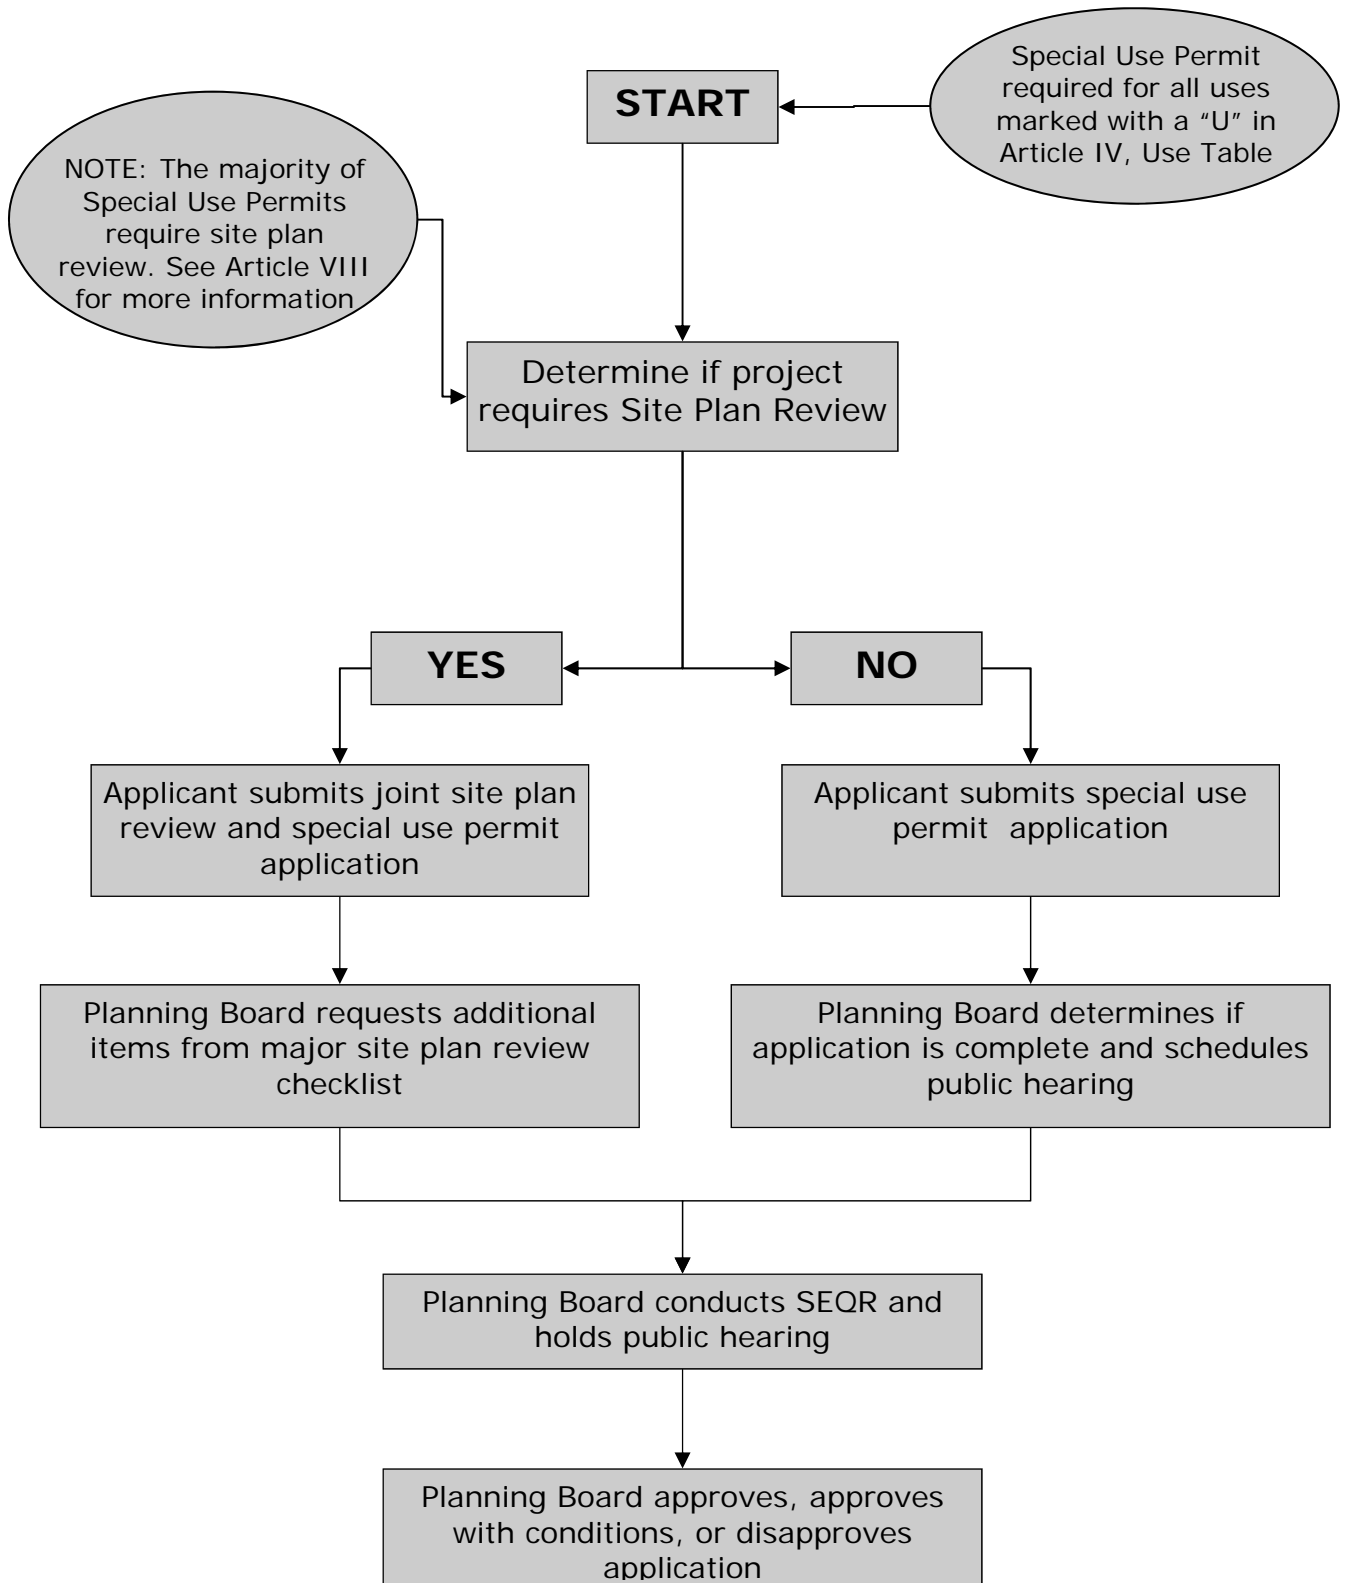 Special Use Permit
required for all uses
marked with a “U” in
Article IV, Use Table
START
NOTE: The majority of
Special Use Permits
require site plan
review. See Article VIII
for more information
Determine if project
requires Site Plan Review
YES
NO
Applicant submits joint site plan
review and special use permit
application
Applicant submits special use
permit application
Planning Board requests additional
items from major site plan review
checklist
Planning Board determines if
application is complete and schedules
public hearing
Planning Board conducts SEQR and
holds public hearing
Planning Board approves, approves
with conditions, or disapproves
application